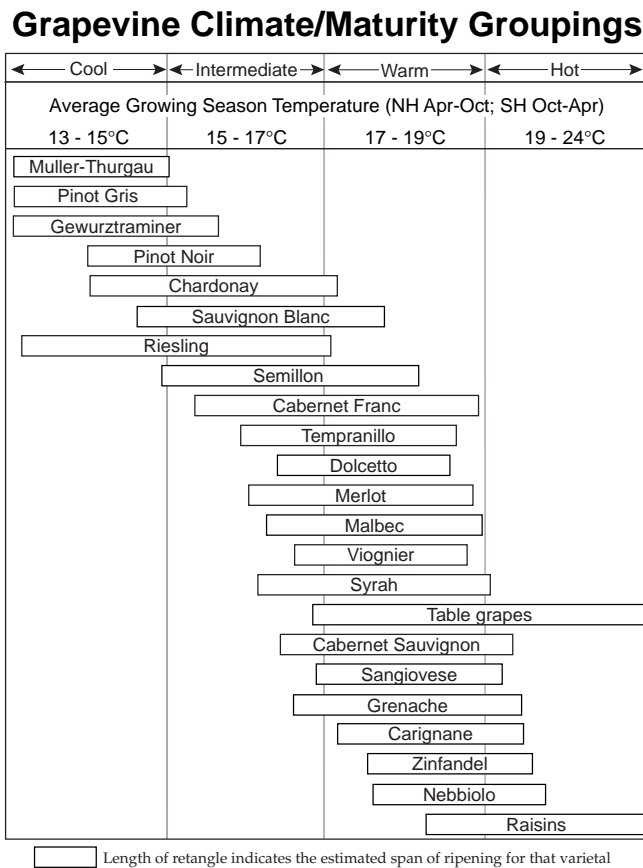 Grapevine Climate/Maturity Groupings
Cool Intermediate Warm Hot
Average Growing Season Temperature (NH Apr-Oct; SH Oct-Apr)
13 - 15°C 15 - 17°C 17 - 19°C 19 - 24°C
Muller-Thurgau
Pinot Gris
Gewurztraminer
Pinot Noir
Chardonay
Sauvignon Blanc
Riesling
Semillon
Cabernet Franc
Tempranillo
Dolcetto
Merlot
Malbec
Viognier
Syrah
Table grapes
Cabernet Sauvignon
Sangiovese
Grenache
Carignane
Zinfandel
Nebbiolo
Raisins
Length of retangle indicates the estimated span of ripening for that varietal